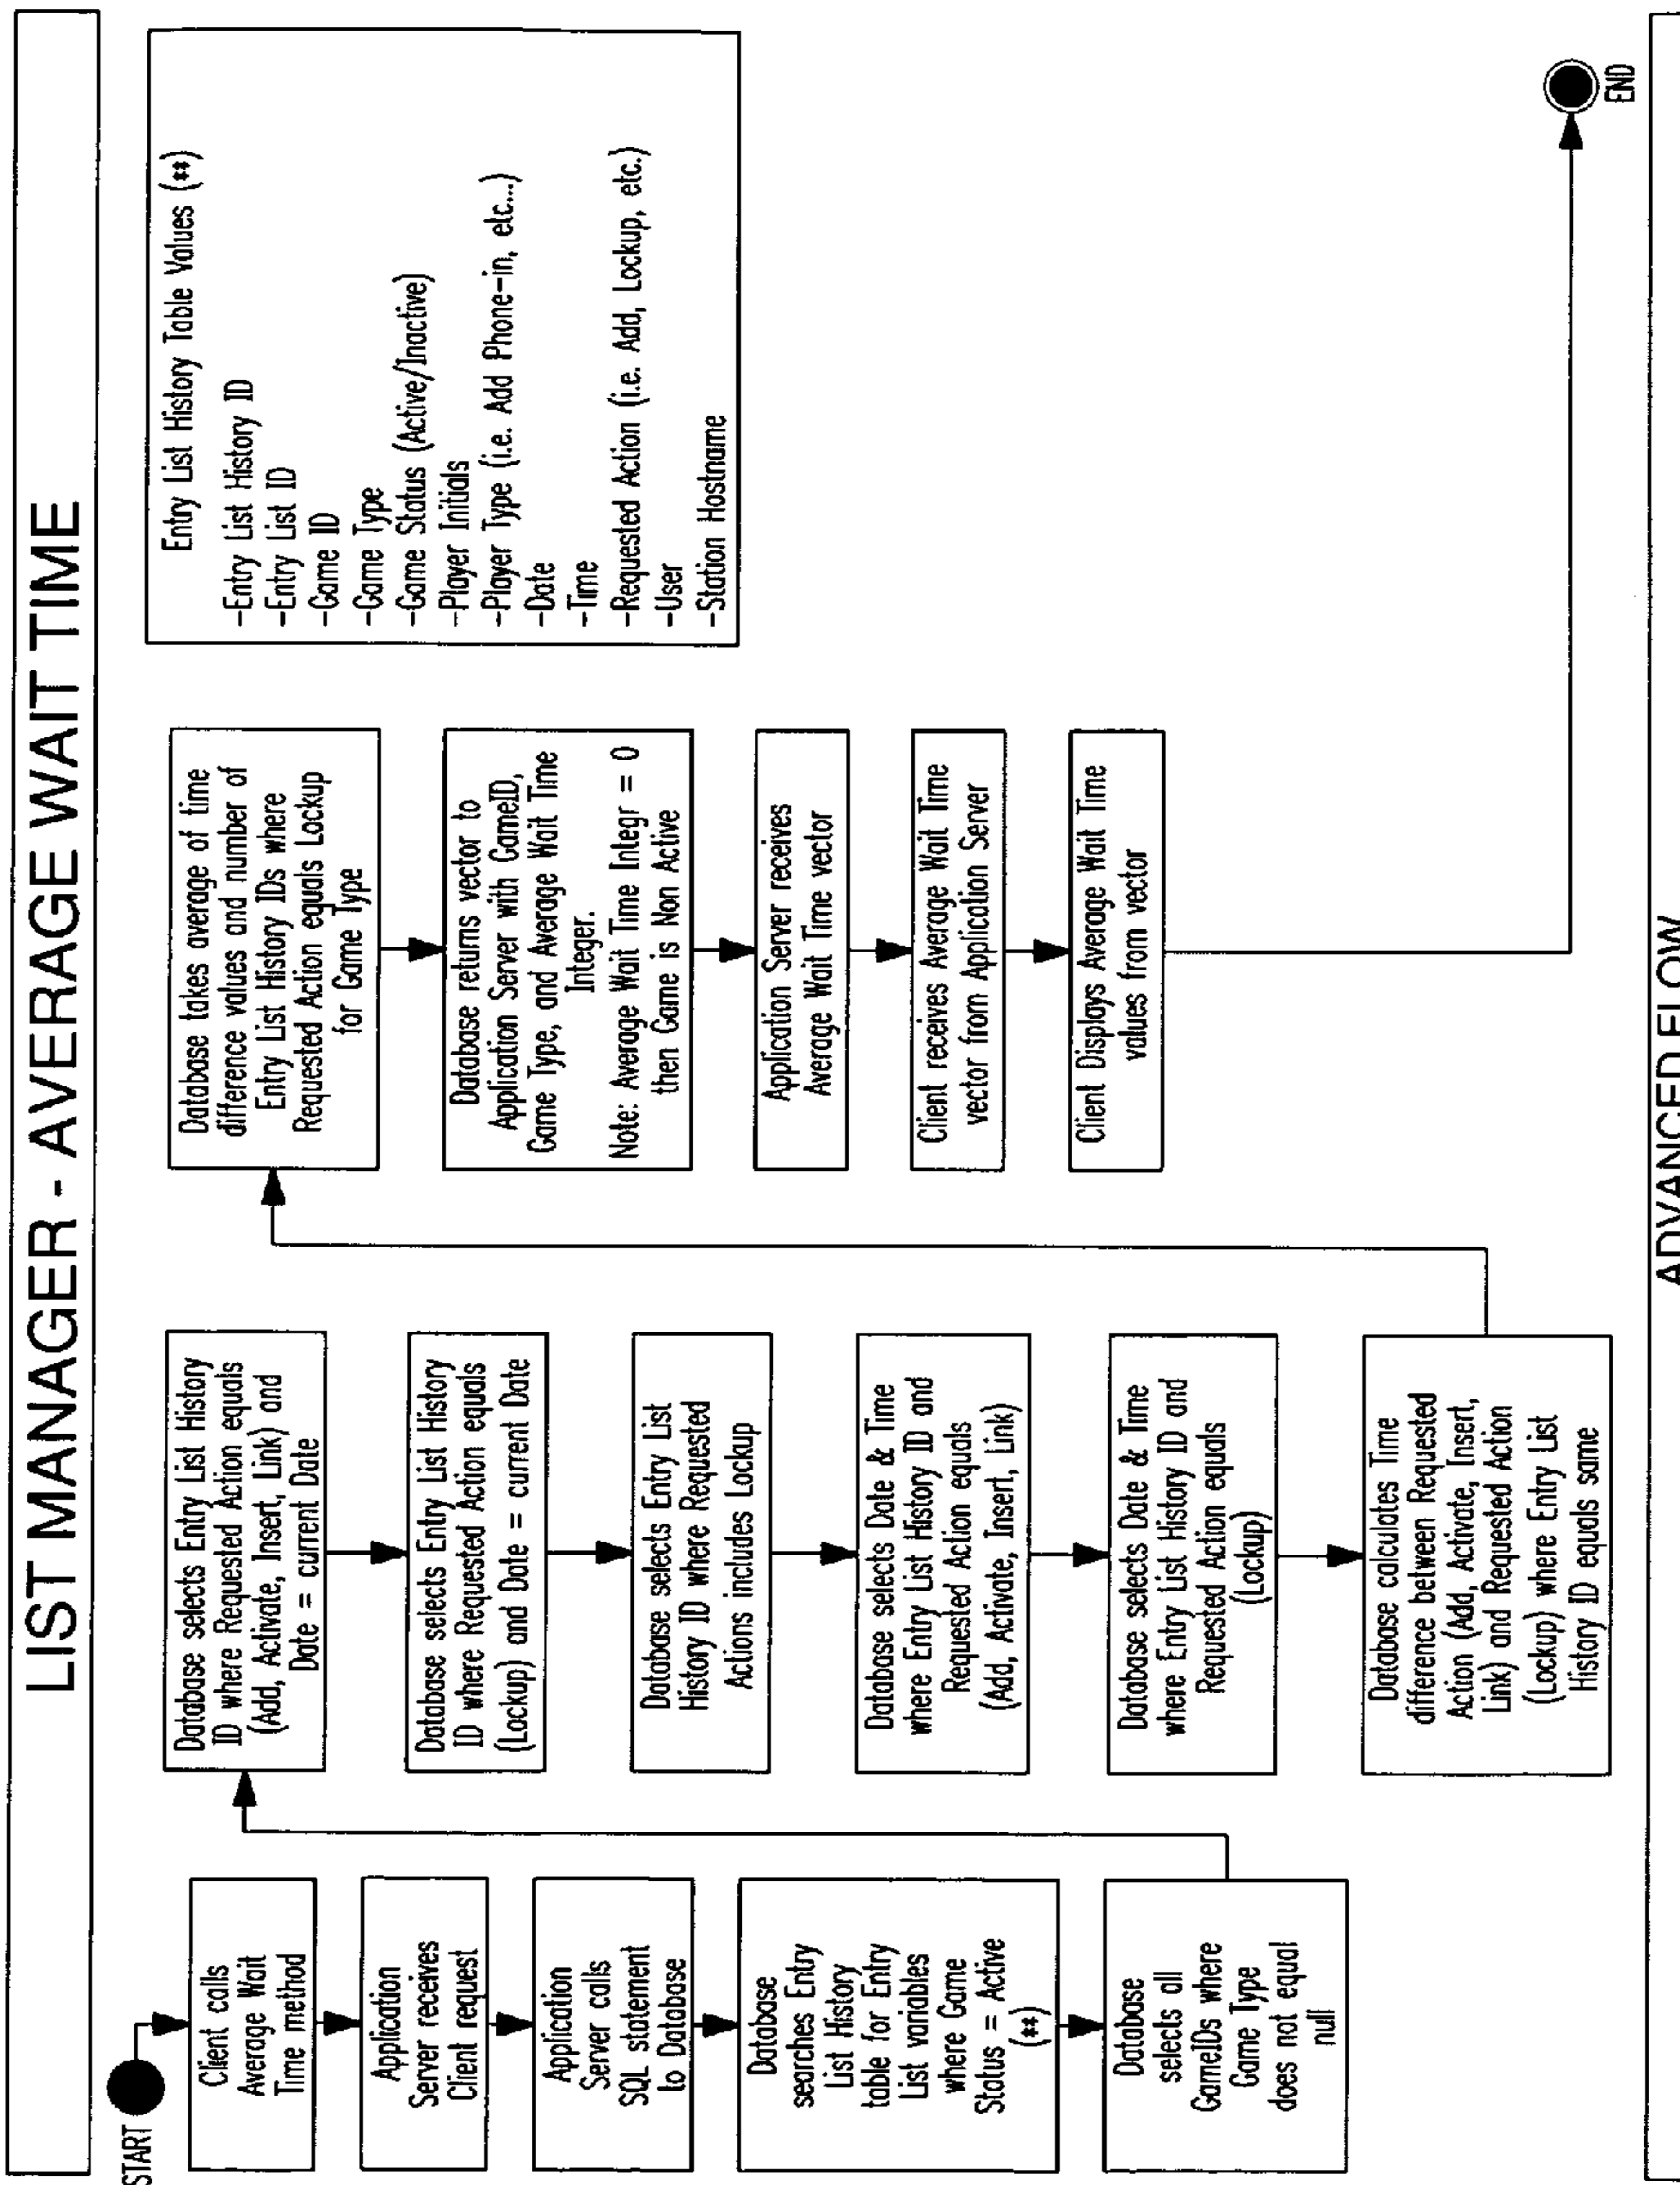 LIST MANAGER - AVERAGE WAIT TIME
START
Client calls
Average Wait
Time method
Application
Server receives
Client request
Application
Server calls
SQL statement
to Database
Database
searches Entry
List History
table for Entry
List variables
where Game
Status = Active
(**)
Database
selects all
GameIDs where
Game Type
does not equal
null
Database selects Entry List History
ID where Requested Action equals
(Add, Activate, Insert, Link) and
Date = current Date
Database selects Entry List History
ID where Requested Action equals
(Lockup) and Date = current Date
Database selects Entry List
History ID where Requested
Actions includes Lockup
Database selects Date & Time
where Entry List History ID and
Requested Action equals
(Add, Activate, Insert, Link)
Database selects Date & Time
where Entry List History ID and
Requested Action equals
(Lockup)
Database calculates Time
difference between Requested
Action (Add, Activate, Insert,
Link) and Requested Action
(Lockup) where Entry List
History ID equals same
Database takes average of time
difference values and number of
Entry List History IDs where
Requested Action equals Lockup
for Game Type
Database returns vector to
Application Server with GameID,
Game Type, and Average Wait Time
Integer.
Note: Average Wait Time Integr = 0
then Game is Non Active
Application Server receives
Average Wait Time vector
Client receives Average Wait Time
vector from Application Server
Client Displays Average Wait Time
values from vector
Entry List History Table Values (**)
-Entry List History ID
-Entry List ID
-Game ID
-Game Type
-Game Status (Active/Inactive)
-Player Initials
-Player Type (i.e. Add Phone-in, etc...)
-Date
-Time
-Requested Action (i.e. Add, Lockup, etc.)
-User
-Station Hostname
END
ADVANCED FLOW